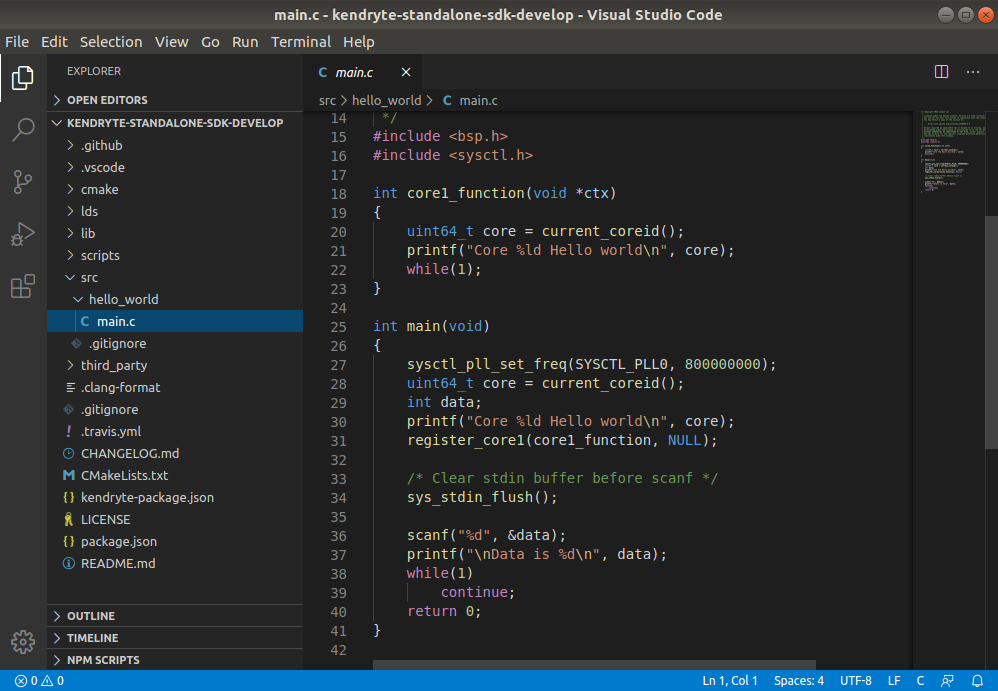 main.c - kendryte-standalone-sdk-develop - Visual Studio Code
File Edit Selection View Go Run Terminal Help
EXPLORER
OPEN EDITORS
KENDRYTE-STANDALONE-SDK-DEVELOP
.github
.vscode
cmake
lds
lib
scripts
src
hello_world
C main.c
.gitignore
third_party
.clang-format
.gitignore
! .travis.yml
CHANGELOG.md
M CMakeLists.txt
{} kendryte-package.json
LICENSE
{} package.json
README.md
OUTLINE
TIMELINE
NPM SCRIPTS
C main.c ×
src > hello_world > C main.c
14  */
15 #include <bsp.h>
16 #include <sysctl.h>
17
18 int core1_function(void *ctx)
19 {
20     uint64_t core = current_coreid();
21     printf("Core %ld Hello world\n", core);
22     while(1);
23 }
24
25 int main(void)
26 {
27     sysctl_pll_set_freq(SYSCTL_PLL0, 800000000);
28     uint64_t core = current_coreid();
29     int data;
30     printf("Core %ld Hello world\n", core);
31     register_core1(core1_function, NULL);
32
33     /* Clear stdin buffer before scanf */
34     sys_stdin_flush();
35
36     scanf("%d", &data);
37     printf("\nData is %d\n", data);
38     while(1)
39         continue;
40     return 0;
41 }
42
0 0 Ln 1, Col 1 Spaces: 4 UTF-8 LF C